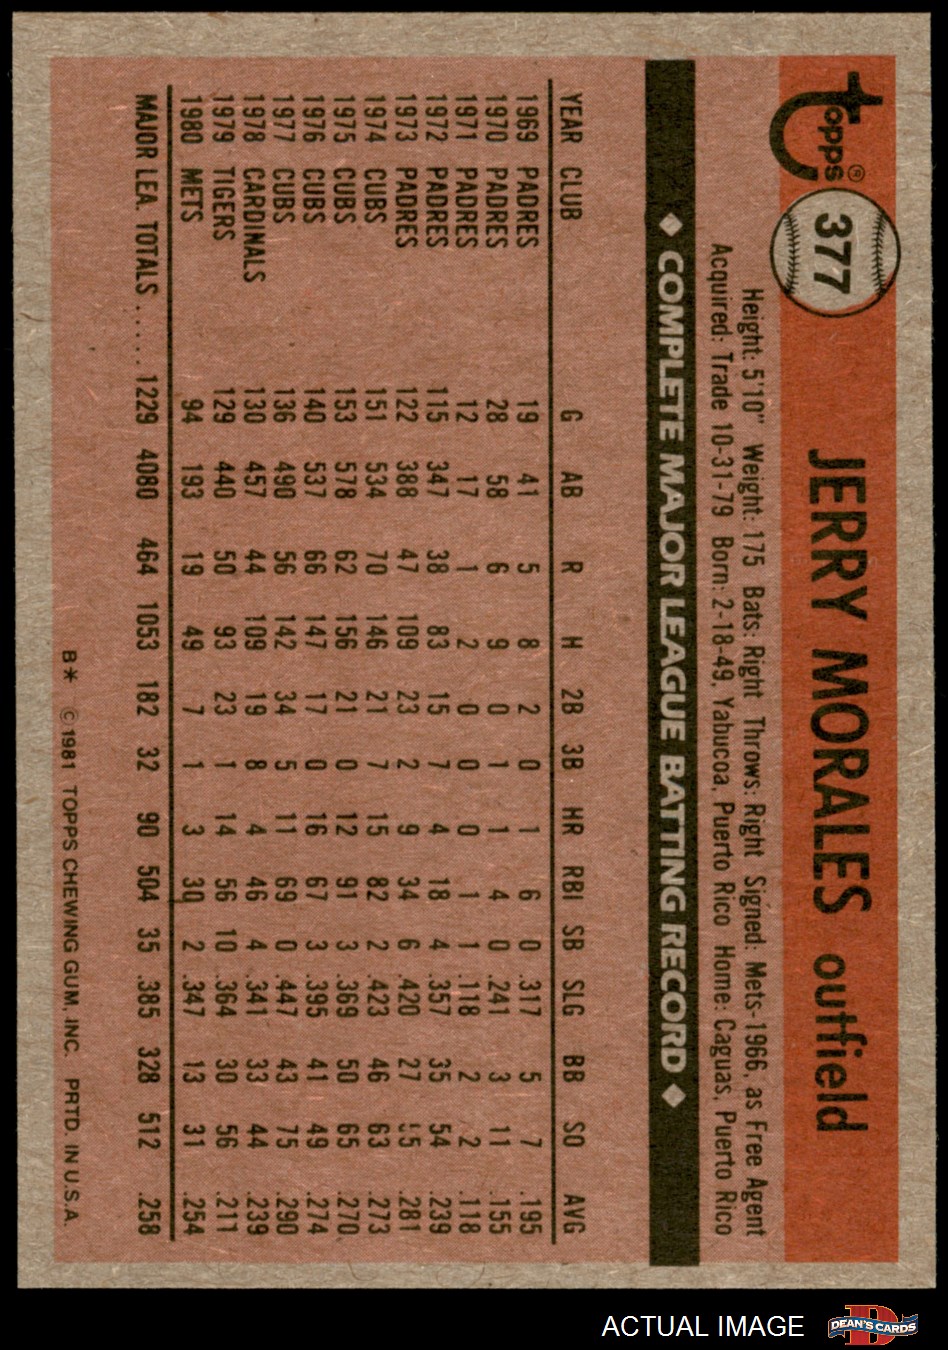 Topps® 377 JERRY MORALES outfield
Height: 5'10" Weight: 175 Bats: Right Throws: Right Signed: Mets-1966, as Free Agent
Acquired: Trade 10-31-79 Born: 2-18-49, Yabucoa, Puerto Rico Home: Caguas, Puerto Rico
◆ COMPLETE MAJOR LEAGUE BATTING RECORD ◆
YEAR CLUB G AB R H 2B 3B HR RBI SB SLG BB SO AVG
1969 PADRES 19 41 5 8 2 0 1 6 0 .317 5 7 .195
1970 PADRES 28 58 6 9 0 1 1 4 0 .241 3 11 .155
1971 PADRES 12 17 1 2 0 0 0 1 1 .118 2 2 .118
1972 PADRES 115 347 38 83 15 7 4 18 4 .357 35 54 .239
1973 PADRES 122 388 47 109 23 2 9 34 6 .420 27 55 .281
1974 CUBS 151 534 70 146 21 7 15 82 2 .423 46 63 .273
1975 CUBS 153 578 62 156 21 0 12 91 3 .369 50 65 .270
1976 CUBS 140 537 66 147 17 0 16 67 3 .395 41 49 .274
1977 CUBS 136 490 56 142 34 5 11 69 0 .447 43 75 .290
1978 CARDINALS 130 457 44 109 19 8 4 46 4 .341 33 44 .239
1979 TIGERS 129 440 50 93 23 1 14 56 10 .364 30 56 .211
1980 METS 94 193 19 49 7 1 3 30 2 .347 13 31 .254
MAJOR LEA. TOTALS . . . . . 1229 4080 464 1053 182 32 90 504 35 .385 328 512 .258
B* ©1981 TOPPS CHEWING GUM, INC. PRTD. IN U.S.A.
ACTUAL IMAGE
D DEAN'S CARDS